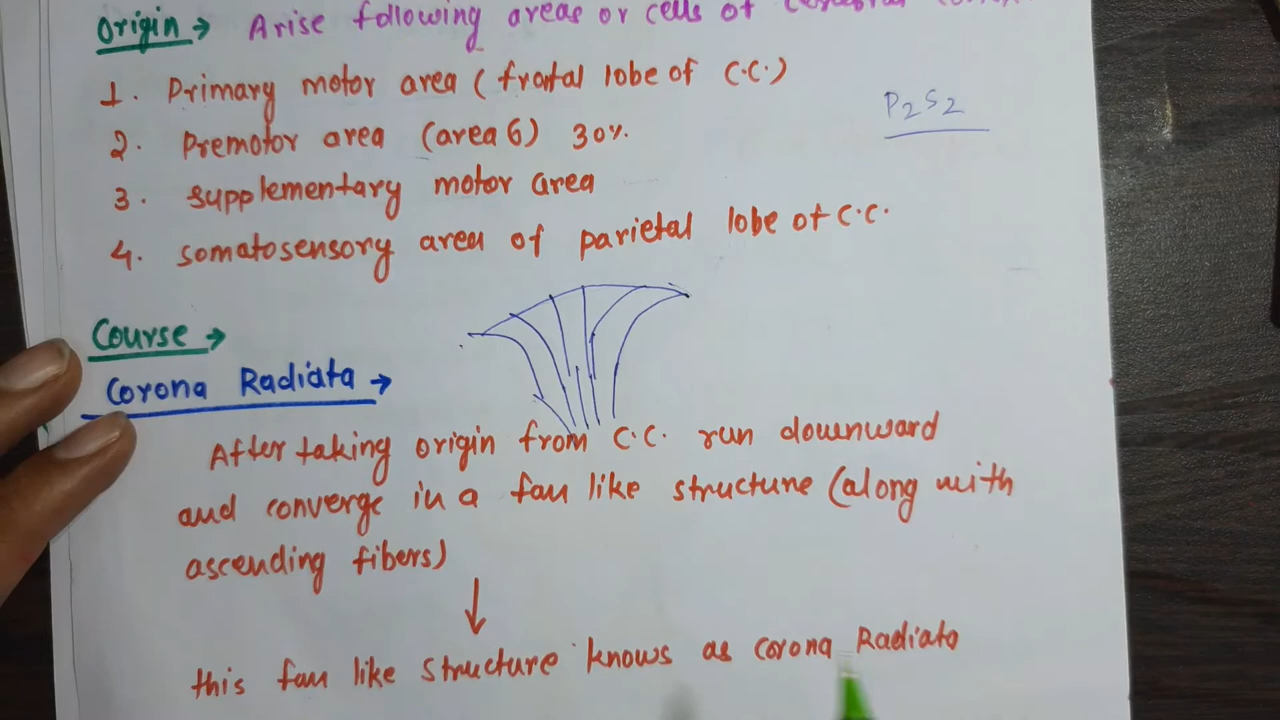 Origin → Arise following areas or cells of cerebral
1. Primary motor area ( frontal lobe of C.C.)
P2S2
2. Premotor area (area 6) 30%.
3. supplementary motor area
4. somatosensory area of parietal lobe of C.C.
Course →
Corona Radiata →
After taking origin from C.C. run downward
and converge in a fan like structure (along with
ascending fibers)
↓
this fan like structure knows as corona Radiata